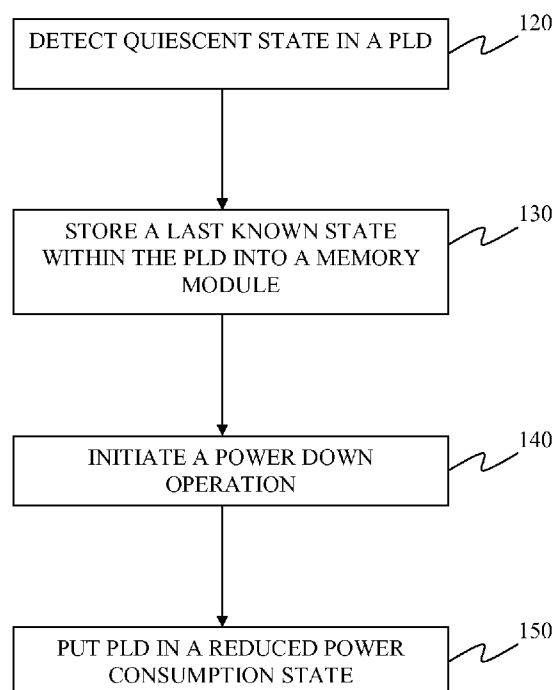 120
DETECT QUIESCENT STATE IN A PLD
130
STORE A LAST KNOWN STATE
WITHIN THE PLD INTO A MEMORY
MODULE
140
INITIATE A POWER DOWN
OPERATION
150
PUT PLD IN A REDUCED POWER
CONSUMPTION STATE